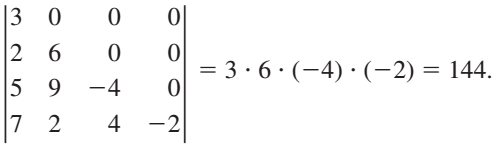 |3 0 0 0|
|2 6 0 0|
|5 9 −4 0| = 3 · 6 · (−4) · (−2) = 144.
|7 2 4 −2|